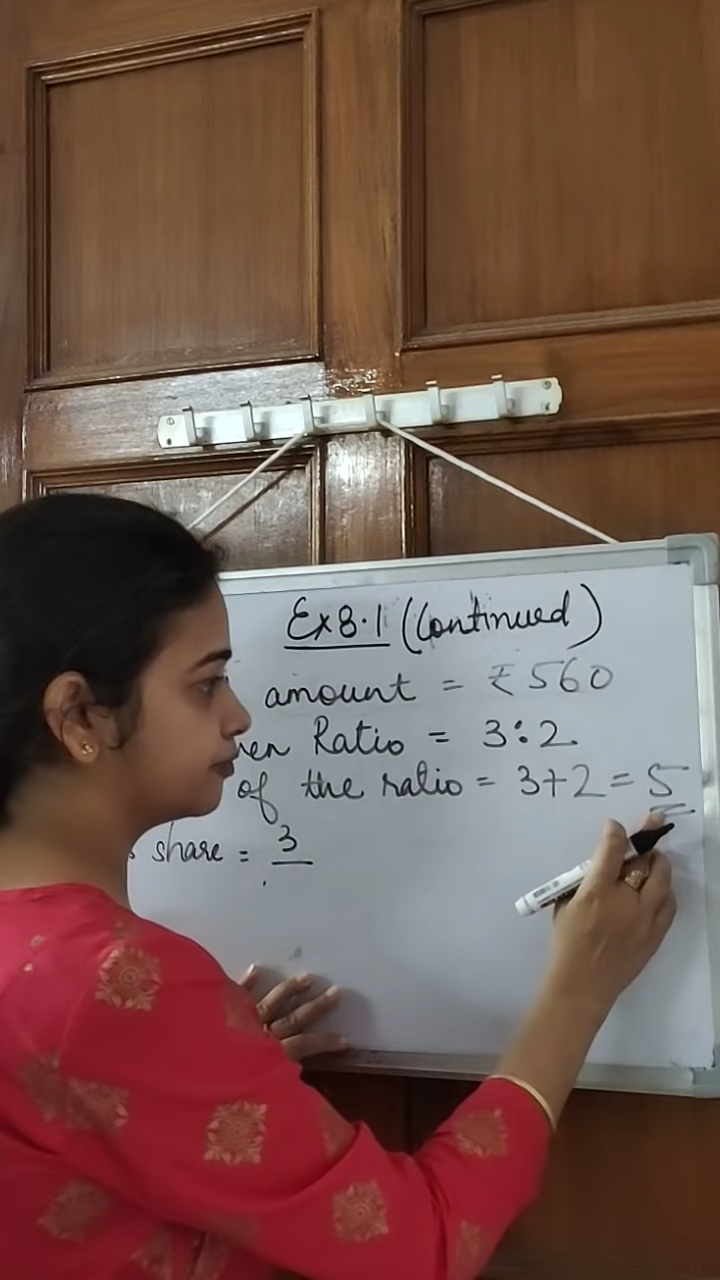 Ex 8.1 (Continued)
amount = ₹560
Ratio = 3:2
of the ratio = 3+2 = 5
share = 3